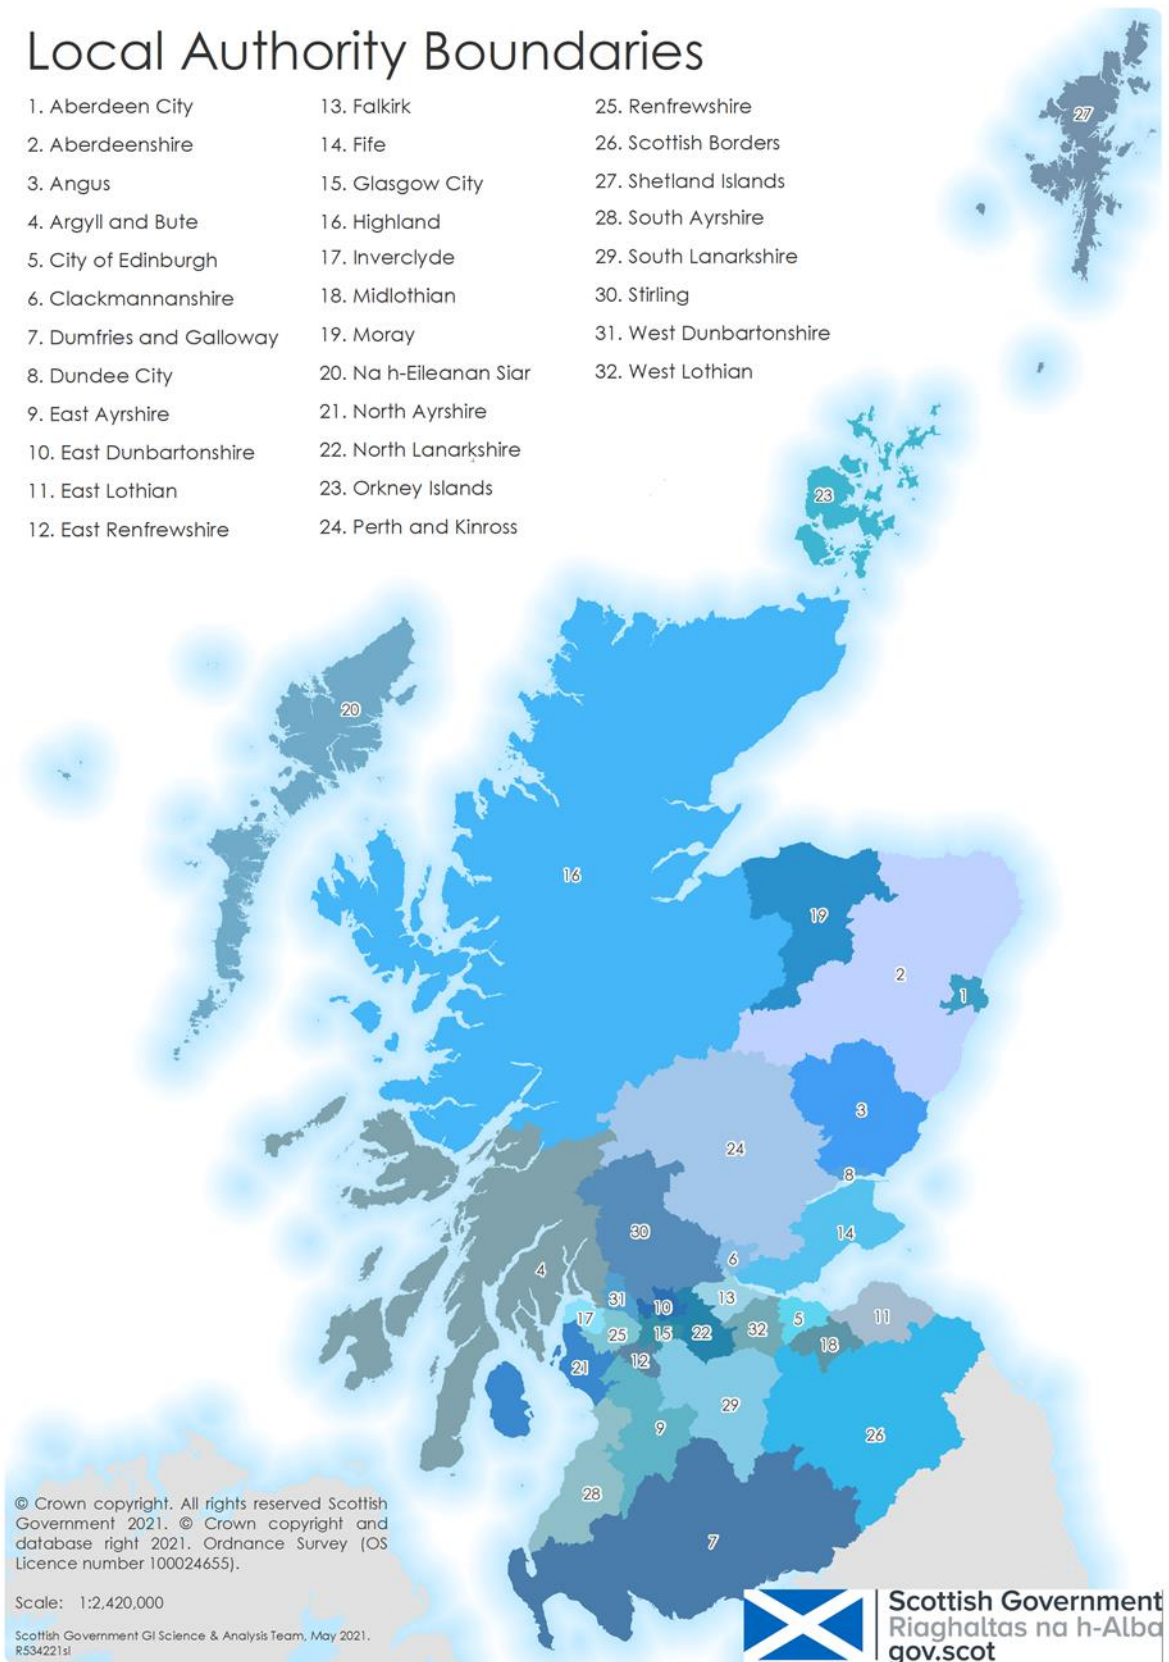 Local Authority Boundaries
1. Aberdeen City
2. Aberdeenshire
3. Angus
4. Argyll and Bute
5. City of Edinburgh
6. Clackmannanshire
7. Dumfries and Galloway
8. Dundee City
9. East Ayrshire
10. East Dunbartonshire
11. East Lothian
12. East Renfrewshire
13. Falkirk
14. Fife
15. Glasgow City
16. Highland
17. Inverclyde
18. Midlothian
19. Moray
20. Na h-Eileanan Siar
21. North Ayrshire
22. North Lanarkshire
23. Orkney Islands
24. Perth and Kinross
25. Renfrewshire
26. Scottish Borders
27. Shetland Islands
28. South Ayrshire
29. South Lanarkshire
30. Stirling
31. West Dunbartonshire
32. West Lothian
27
23
20
16
19
2
1
3
24
8
14
30
6
4
31
10
13
17
25
15
22
32
5
11
18
21
12
29
9
26
28
7
© Crown copyright. All rights reserved Scottish
Government 2021. © Crown copyright and
database right 2021. Ordnance Survey (OS
Licence number 100024655).
Scale: 1:2,420,000
Scottish Government GI Science & Analysis Team, May 2021.
R534221sl
Scottish Government
Riaghaltas na h-Alba
gov.scot